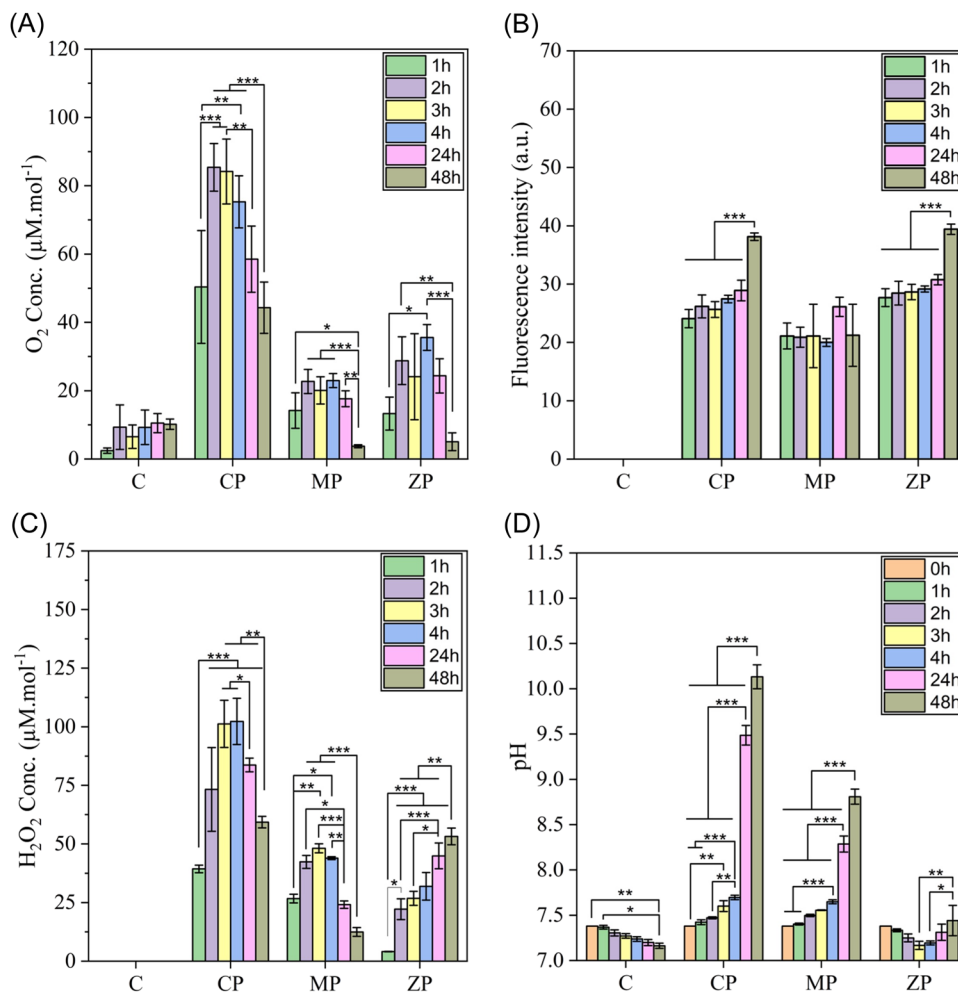 (A)
120
100
80
60
40
20
0
O₂ Conc. (μM.mol⁻¹)
1h
2h
3h
4h
24h
48h
***
**
***
**
*
***
**
**
***
*
C CP MP ZP
(B)
70
60
50
40
30
20
10
0
Fluorescence intensity (a.u.)
1h
2h
3h
4h
24h
48h
***
***
C CP MP ZP
(C)
175
150
125
100
75
50
25
0
H₂O₂ Conc. (μM.mol⁻¹)
1h
2h
3h
4h
24h
48h
**
***
*
***
*
**
*
***
**
**
***
***
*
*
C CP MP ZP
(D)
11.5
11.0
10.5
10.0
9.5
9.0
8.5
8.0
7.5
7.0
pH
0h
1h
2h
3h
4h
24h
48h
**
*
***
***
***
**
**
***
***
***
**
*
C CP MP ZP